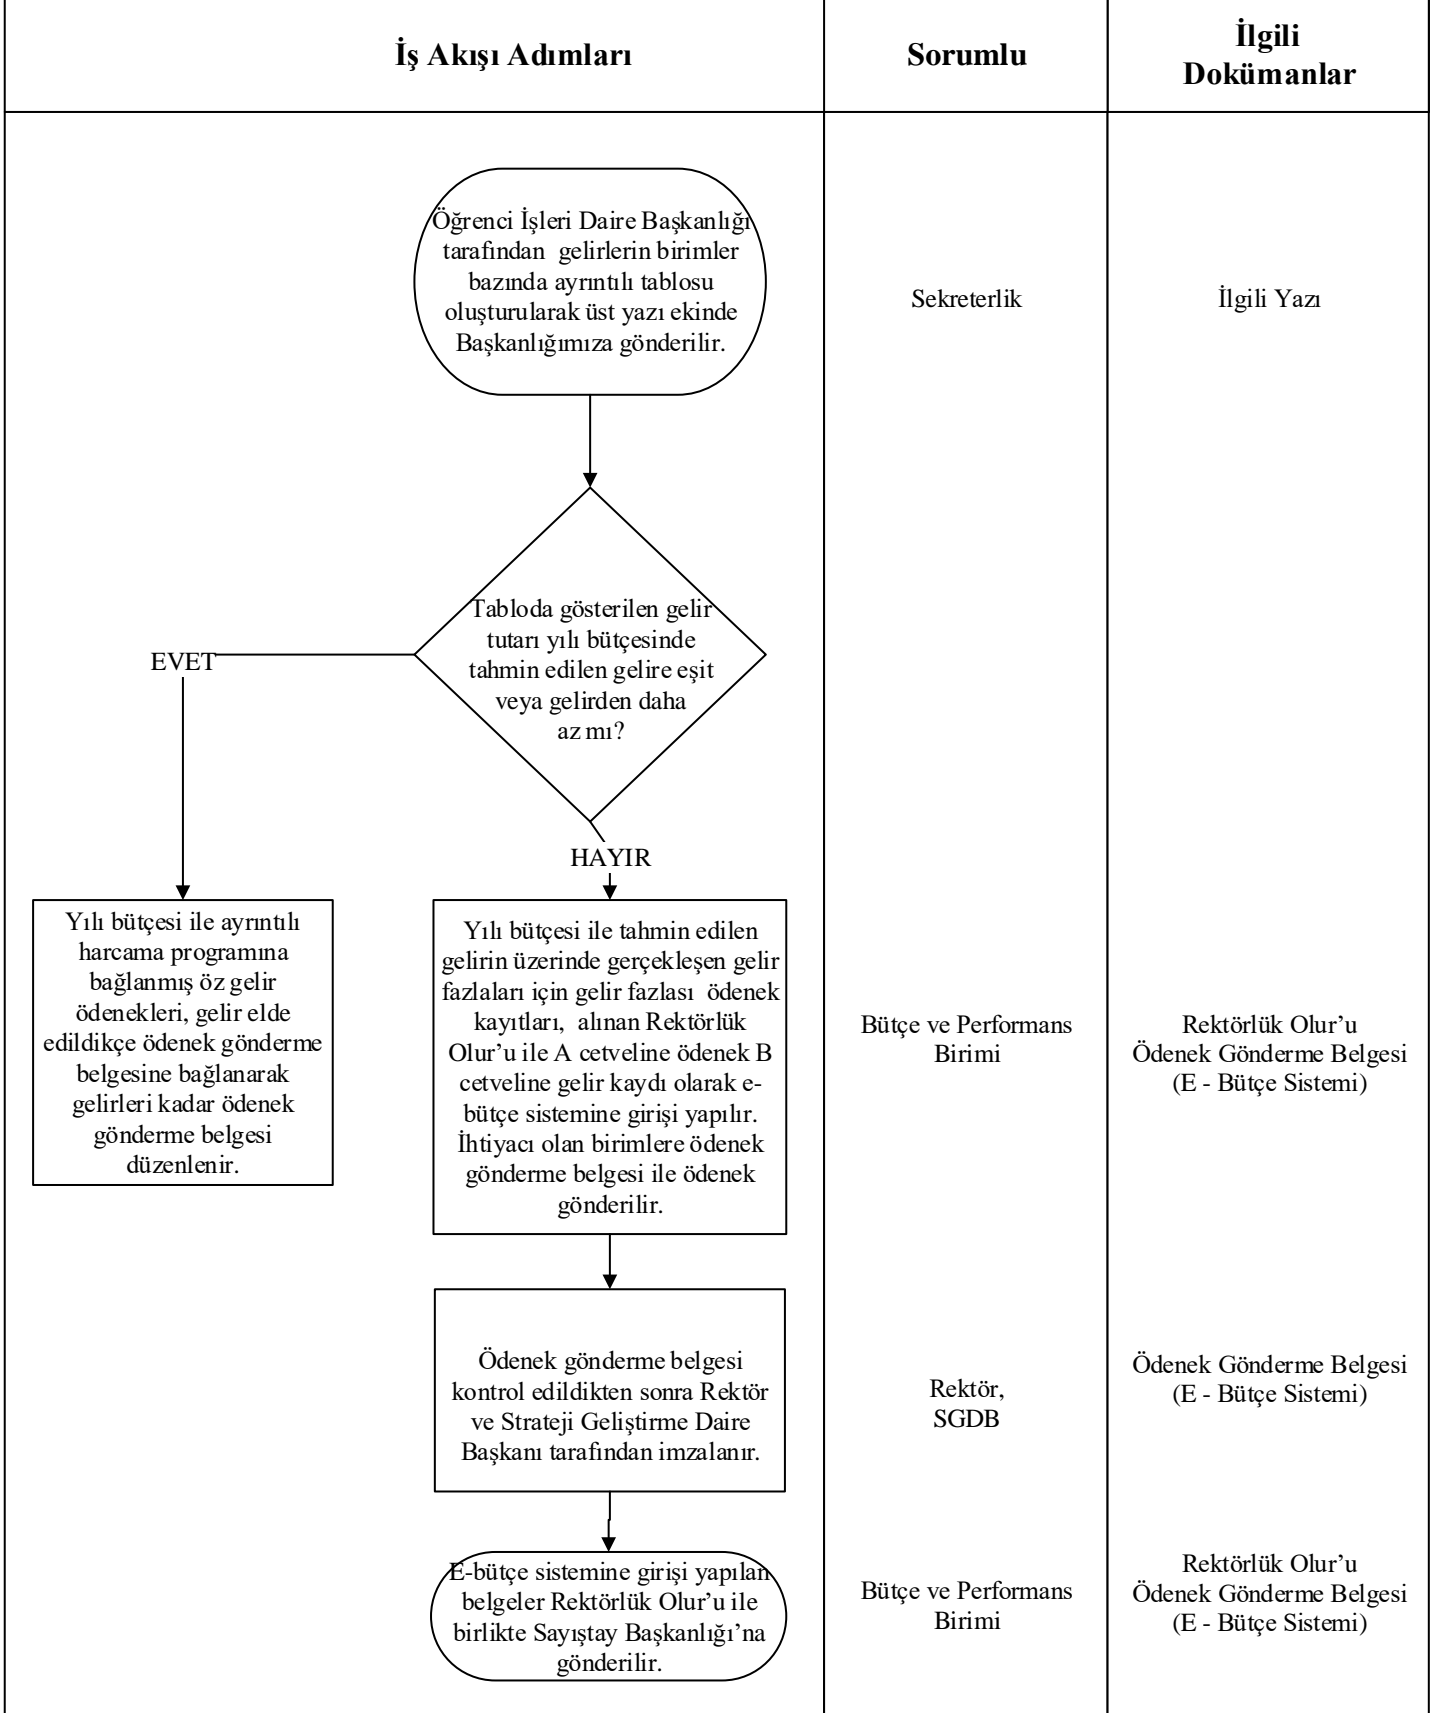 İş Akışı Adımları
Sorumlu
İlgili
Dokümanlar
Öğrenci İşleri Daire Başkanlığı
tarafından gelirlerin birimler
bazında ayrıntılı tablosu
oluşturularak üst yazı ekinde
Başkanlığımıza gönderilir.
Sekreterlik
İlgili Yazı
Tabloda gösterilen gelir
tutarı yılı bütçesinde
tahmin edilen gelire eşit
veya gelirden daha
az mı?
EVET
HAYIR
Yılı bütçesi ile ayrıntılı
harcama programına
bağlanmış öz gelir
ödenekleri, gelir elde
edildikçe ödenek gönderme
belgesine bağlanarak
gelirleri kadar ödenek
gönderme belgesi
düzenlenir.
Yılı bütçesi ile tahmin edilen
gelirin üzerinde gerçekleşen gelir
fazlaları için gelir fazlası ödenek
kayıtları, alınan Rektörlük
Olur’u ile A cetveline ödenek B
cetveline gelir kaydı olarak e-
bütçe sistemine girişi yapılır.
İhtiyacı olan birimlere ödenek
gönderme belgesi ile ödenek
gönderilir.
Bütçe ve Performans
Birimi
Rektörlük Olur’u
Ödenek Gönderme Belgesi
(E - Bütçe Sistemi)
Ödenek gönderme belgesi
kontrol edildikten sonra Rektör
ve Strateji Geliştirme Daire
Başkanı tarafından imzalanır.
Rektör,
SGDB
Ödenek Gönderme Belgesi
(E - Bütçe Sistemi)
E-bütçe sistemine girişi yapılan
belgeler Rektörlük Olur’u ile
birlikte Sayıştay Başkanlığı’na
gönderilir.
Bütçe ve Performans
Birimi
Rektörlük Olur’u
Ödenek Gönderme Belgesi
(E - Bütçe Sistemi)